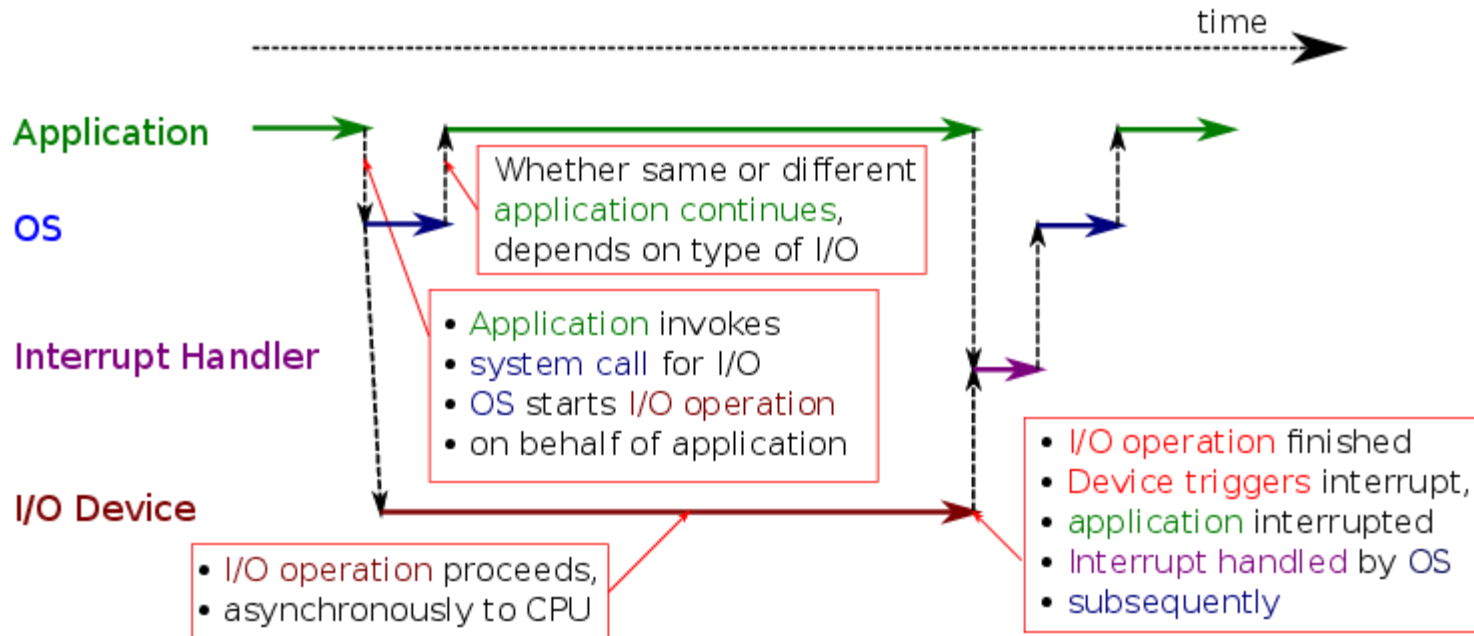 time
Application
Whether same or different
application continues,
depends on type of I/O
OS
• Application invokes
• system call for I/O
• OS starts I/O operation
• on behalf of application
Interrupt Handler
• I/O operation finished
• Device triggers interrupt,
• application interrupted
• Interrupt handled by OS
• subsequently
I/O Device
• I/O operation proceeds,
• asynchronously to CPU